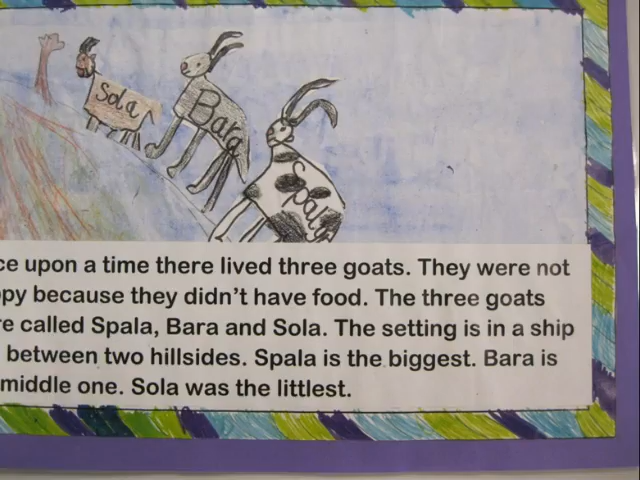 Sola
Bara
Spala
ce upon a time there lived three goats. They were not
ppy because they didn't have food. The three goats
re called Spala, Bara and Sola. The setting is in a ship
between two hillsides. Spala is the biggest. Bara is
middle one. Sola was the littlest.